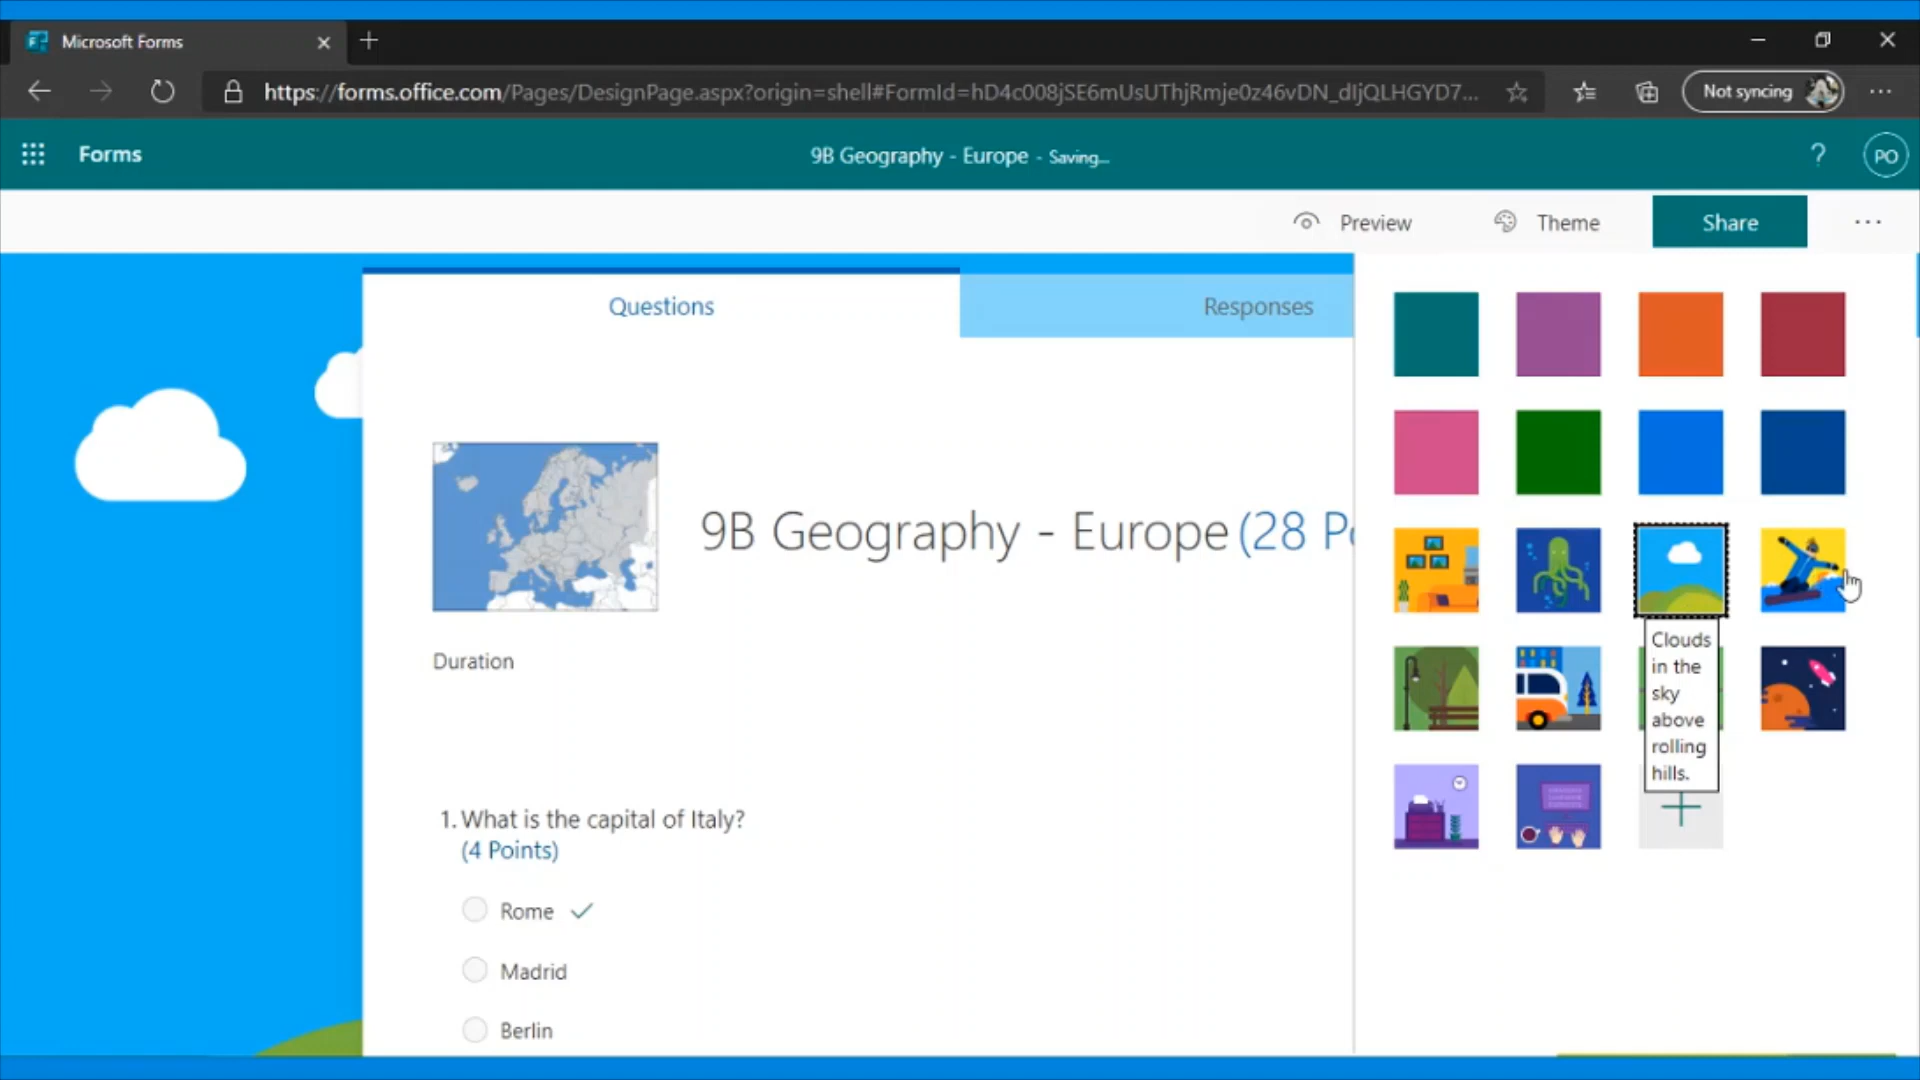 Microsoft Forms
https://forms.office.com/Pages/DesignPage.aspx?origin=shell#FormId=hD4c008jSE6mUsUThjRmje0z46vDN_dIjQLHGYD7...
Not syncing
Forms
9B Geography - Europe - Saving...
?
PO
Preview
Theme
Share
Questions
Responses
9B Geography - Europe (28 Po
Duration
Clouds
in the
sky
above
rolling
hills.
1. What is the capital of Italy?
(4 Points)
Rome
Madrid
Berlin